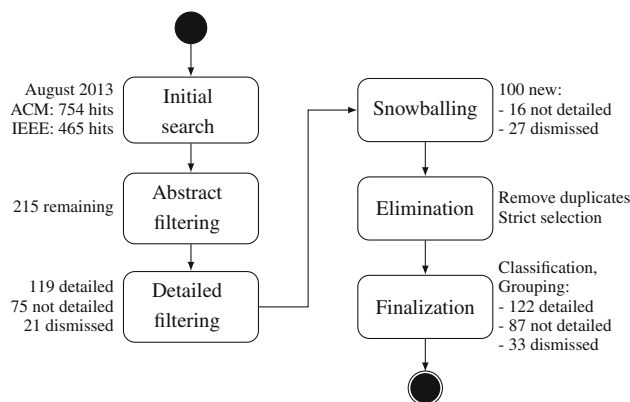 August 2013
ACM: 754 hits
IEEE: 465 hits
Initial
search
215 remaining
Abstract
filtering
119 detailed
75 not detailed
21 dismissed
Detailed
filtering
Snowballing
100 new:
- 16 not detailed
- 27 dismissed
Elimination
Remove duplicates
Strict selection
Finalization
Classification,
Grouping:
- 122 detailed
- 87 not detailed
- 33 dismissed